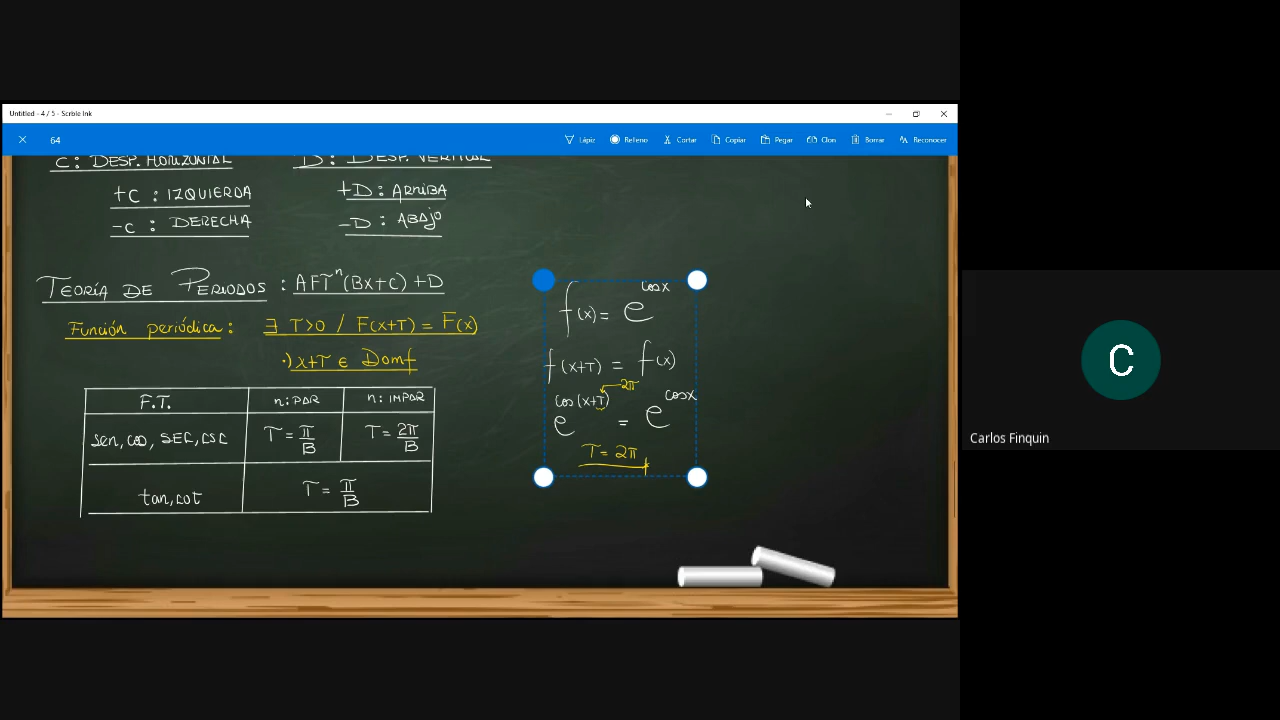 Untitled - 4 / 5 - Scrble Ink
64 Lápiz Relleno Cortar Copiar Pegar Clon Borrar Reconocer
C: DESP. HORIZONTAL D: DESP. VERTICAL
+C : IZQUIERDA +D: ARRIBA
-C : DERECHA -D : ABAJO
TEORÍA DE PERIODOS : AFTⁿ(Bx+C)+D
Función periódica: ∃ T>0 / F(x+T) = F(x)
·) x+T ∈ Domf
F.T. n: PAR n: IMPAR
sen, cos, SEC, CSC T = π/B T = 2π/B
tan, cot T = π/B
f(x) = e^cosx
f(x+T) = f(x)
2π
e^cos(x+T) = e^cosx
T = 2π
C
Carlos Finquin